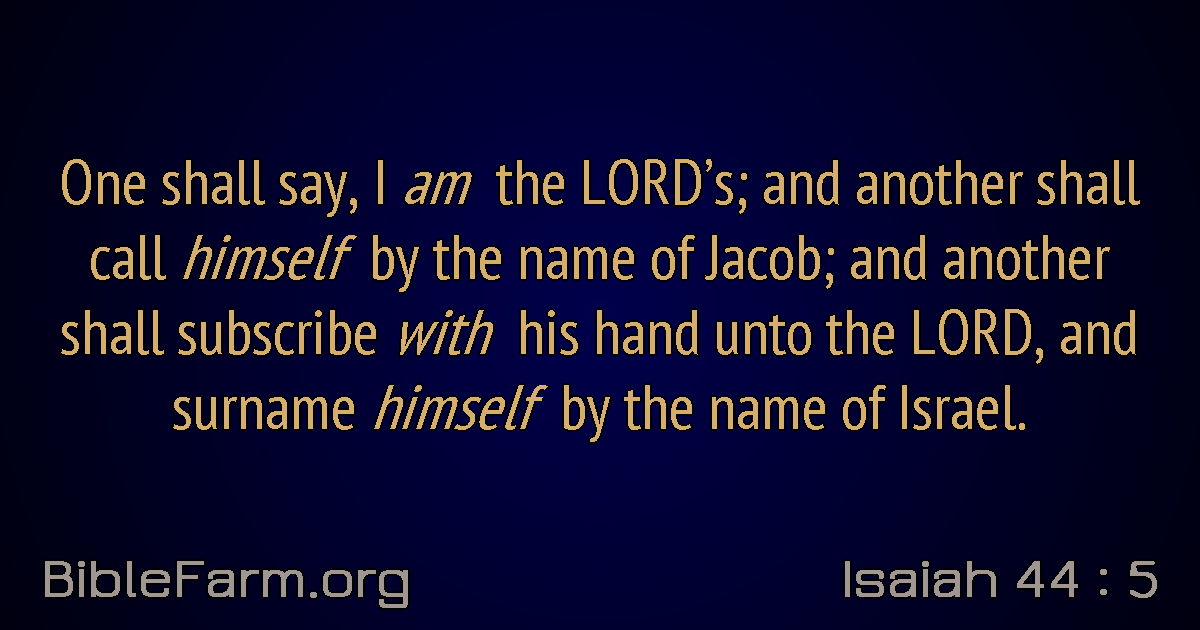 One shall say, I am the LORD’s; and another shall
call himself by the name of Jacob; and another
shall subscribe with his hand unto the LORD, and
surname himself by the name of Israel.
BibleFarm.org
Isaiah 44 : 5